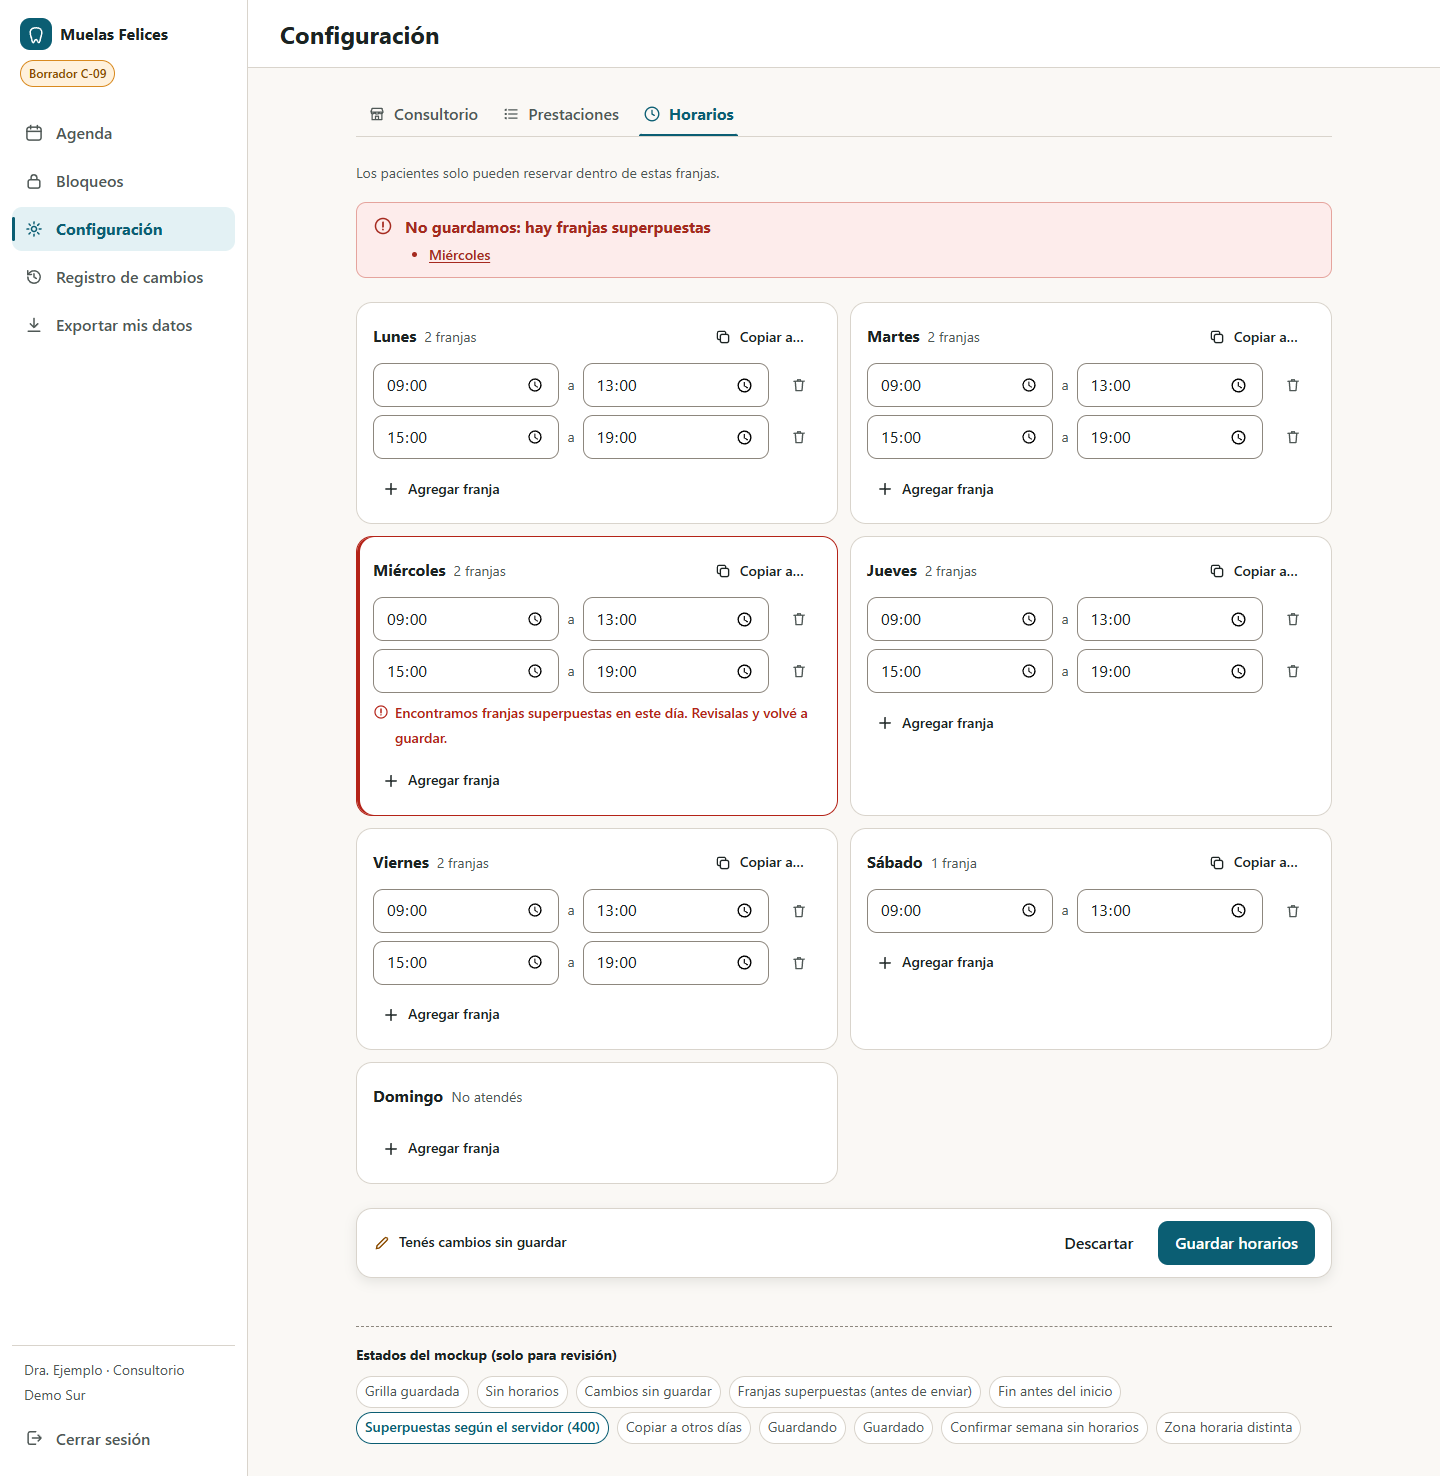 Muelas Felices
Borrador C-09
Agenda
Bloqueos
Configuración
Registro de cambios
Exportar mis datos
Dra. Ejemplo · Consultorio
Demo Sur
Cerrar sesión
Configuración
Consultorio
Prestaciones
Horarios
Los pacientes solo pueden reservar dentro de estas franjas.
No guardamos: hay franjas superpuestas
• Miércoles
Lunes 2 franjas Copiar a...
09:00 a 13:00
15:00 a 19:00
Agregar franja
Martes 2 franjas Copiar a...
09:00 a 13:00
15:00 a 19:00
Agregar franja
Miércoles 2 franjas Copiar a...
09:00 a 13:00
15:00 a 19:00
Encontramos franjas superpuestas en este día. Revisalas y volvé a
guardar.
Agregar franja
Jueves 2 franjas Copiar a...
09:00 a 13:00
15:00 a 19:00
Agregar franja
Viernes 2 franjas Copiar a...
09:00 a 13:00
15:00 a 19:00
Agregar franja
Sábado 1 franja Copiar a...
09:00 a 13:00
Agregar franja
Domingo No atendés
Agregar franja
Tenés cambios sin guardar
Descartar
Guardar horarios
Estados del mockup (solo para revisión)
Grilla guardada Sin horarios Cambios sin guardar Franjas superpuestas (antes de enviar) Fin antes del inicio
Superpuestas según el servidor (400) Copiar a otros días Guardando Guardado Confirmar semana sin horarios Zona horaria distinta